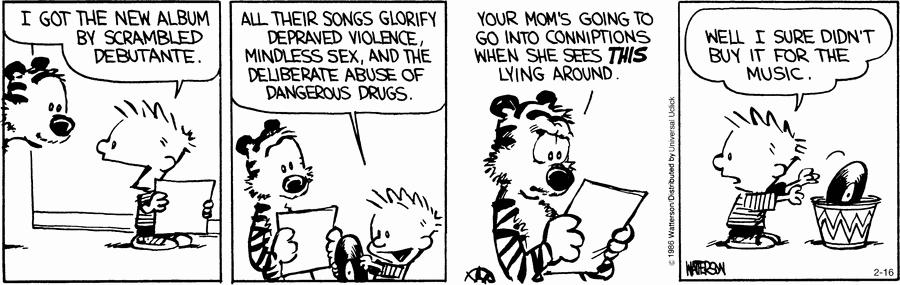 I GOT THE NEW ALBUM
BY SCRAMBLED
DEBUTANTE.
ALL THEIR SONGS GLORIFY
DEPRAVED VIOLENCE,
MINDLESS SEX, AND THE
DELIBERATE ABUSE OF
DANGEROUS DRUGS.
YOUR MOM'S GOING TO
GO INTO CONNIPTIONS
WHEN SHE SEES THIS
LYING AROUND.
© 1986 Watterson/Distributed by Universal Uclick
WELL I SURE DIDN'T
BUY IT FOR THE
MUSIC.
WATTERSON
2-16